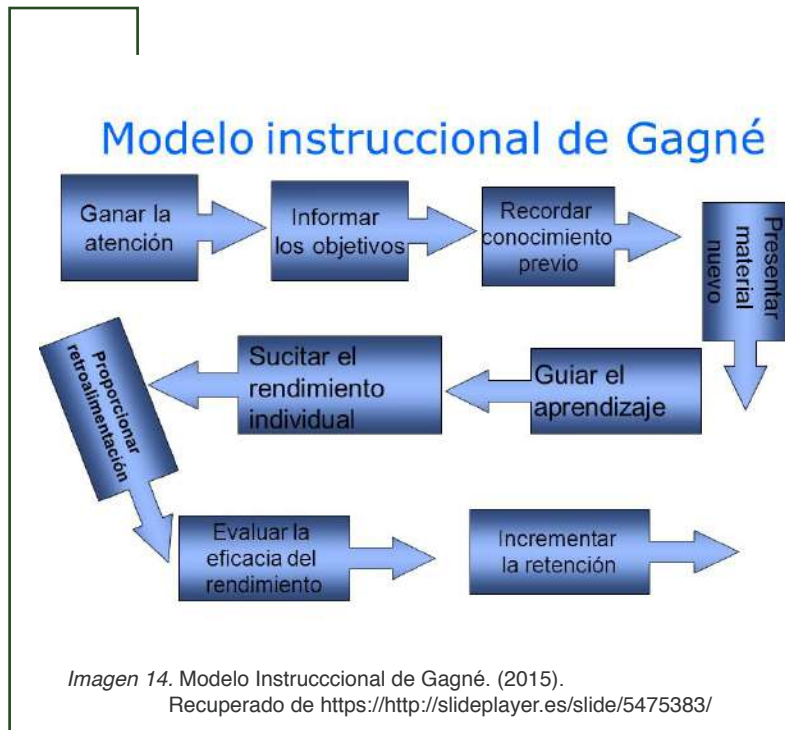 Modelo instruccional de Gagné
Ganar la
atención
Informar
los objetivos
Recordar
conocimiento
previo
Presentar
material
nuevo
Guiar el
aprendizaje
Sucitar el
rendimiento
individual
Proporcionar
retroalimentación
Evaluar la
eficacia del
rendimiento
Incrementar
la retención
Imagen 14. Modelo Instrucccional de Gagné. (2015).
Recuperado de https://http://slideplayer.es/slide/5475383/